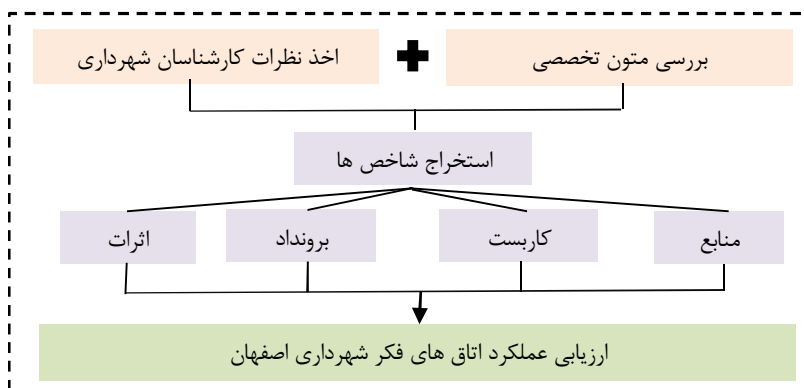 بررسی متون تخصصی
اخذ نظرات کارشناسان شهرداری
استخراج شاخص ها
منابع
کاربست
برونداد
اثرات
ارزیابی عملکرد اتاق های فکر شهرداری اصفهان